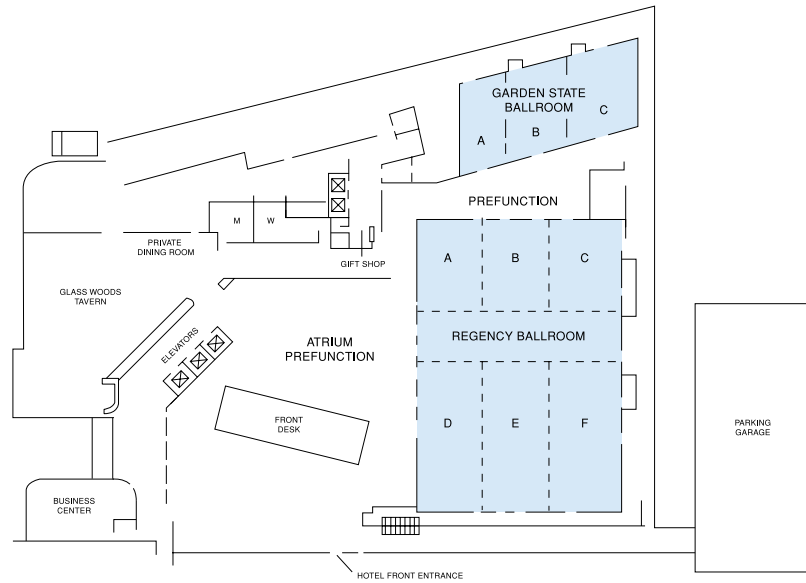 GARDEN STATE
BALLROOM
A
B
C
PREFUNCTION
M
W
PRIVATE
DINING ROOM
GIFT SHOP
A
B
C
GLASS WOODS
TAVERN
ELEVATORS
ATRIUM
PREFUNCTION
REGENCY BALLROOM
FRONT
DESK
D
E
F
PARKING
GARAGE
BUSINESS
CENTER
HOTEL FRONT ENTRANCE